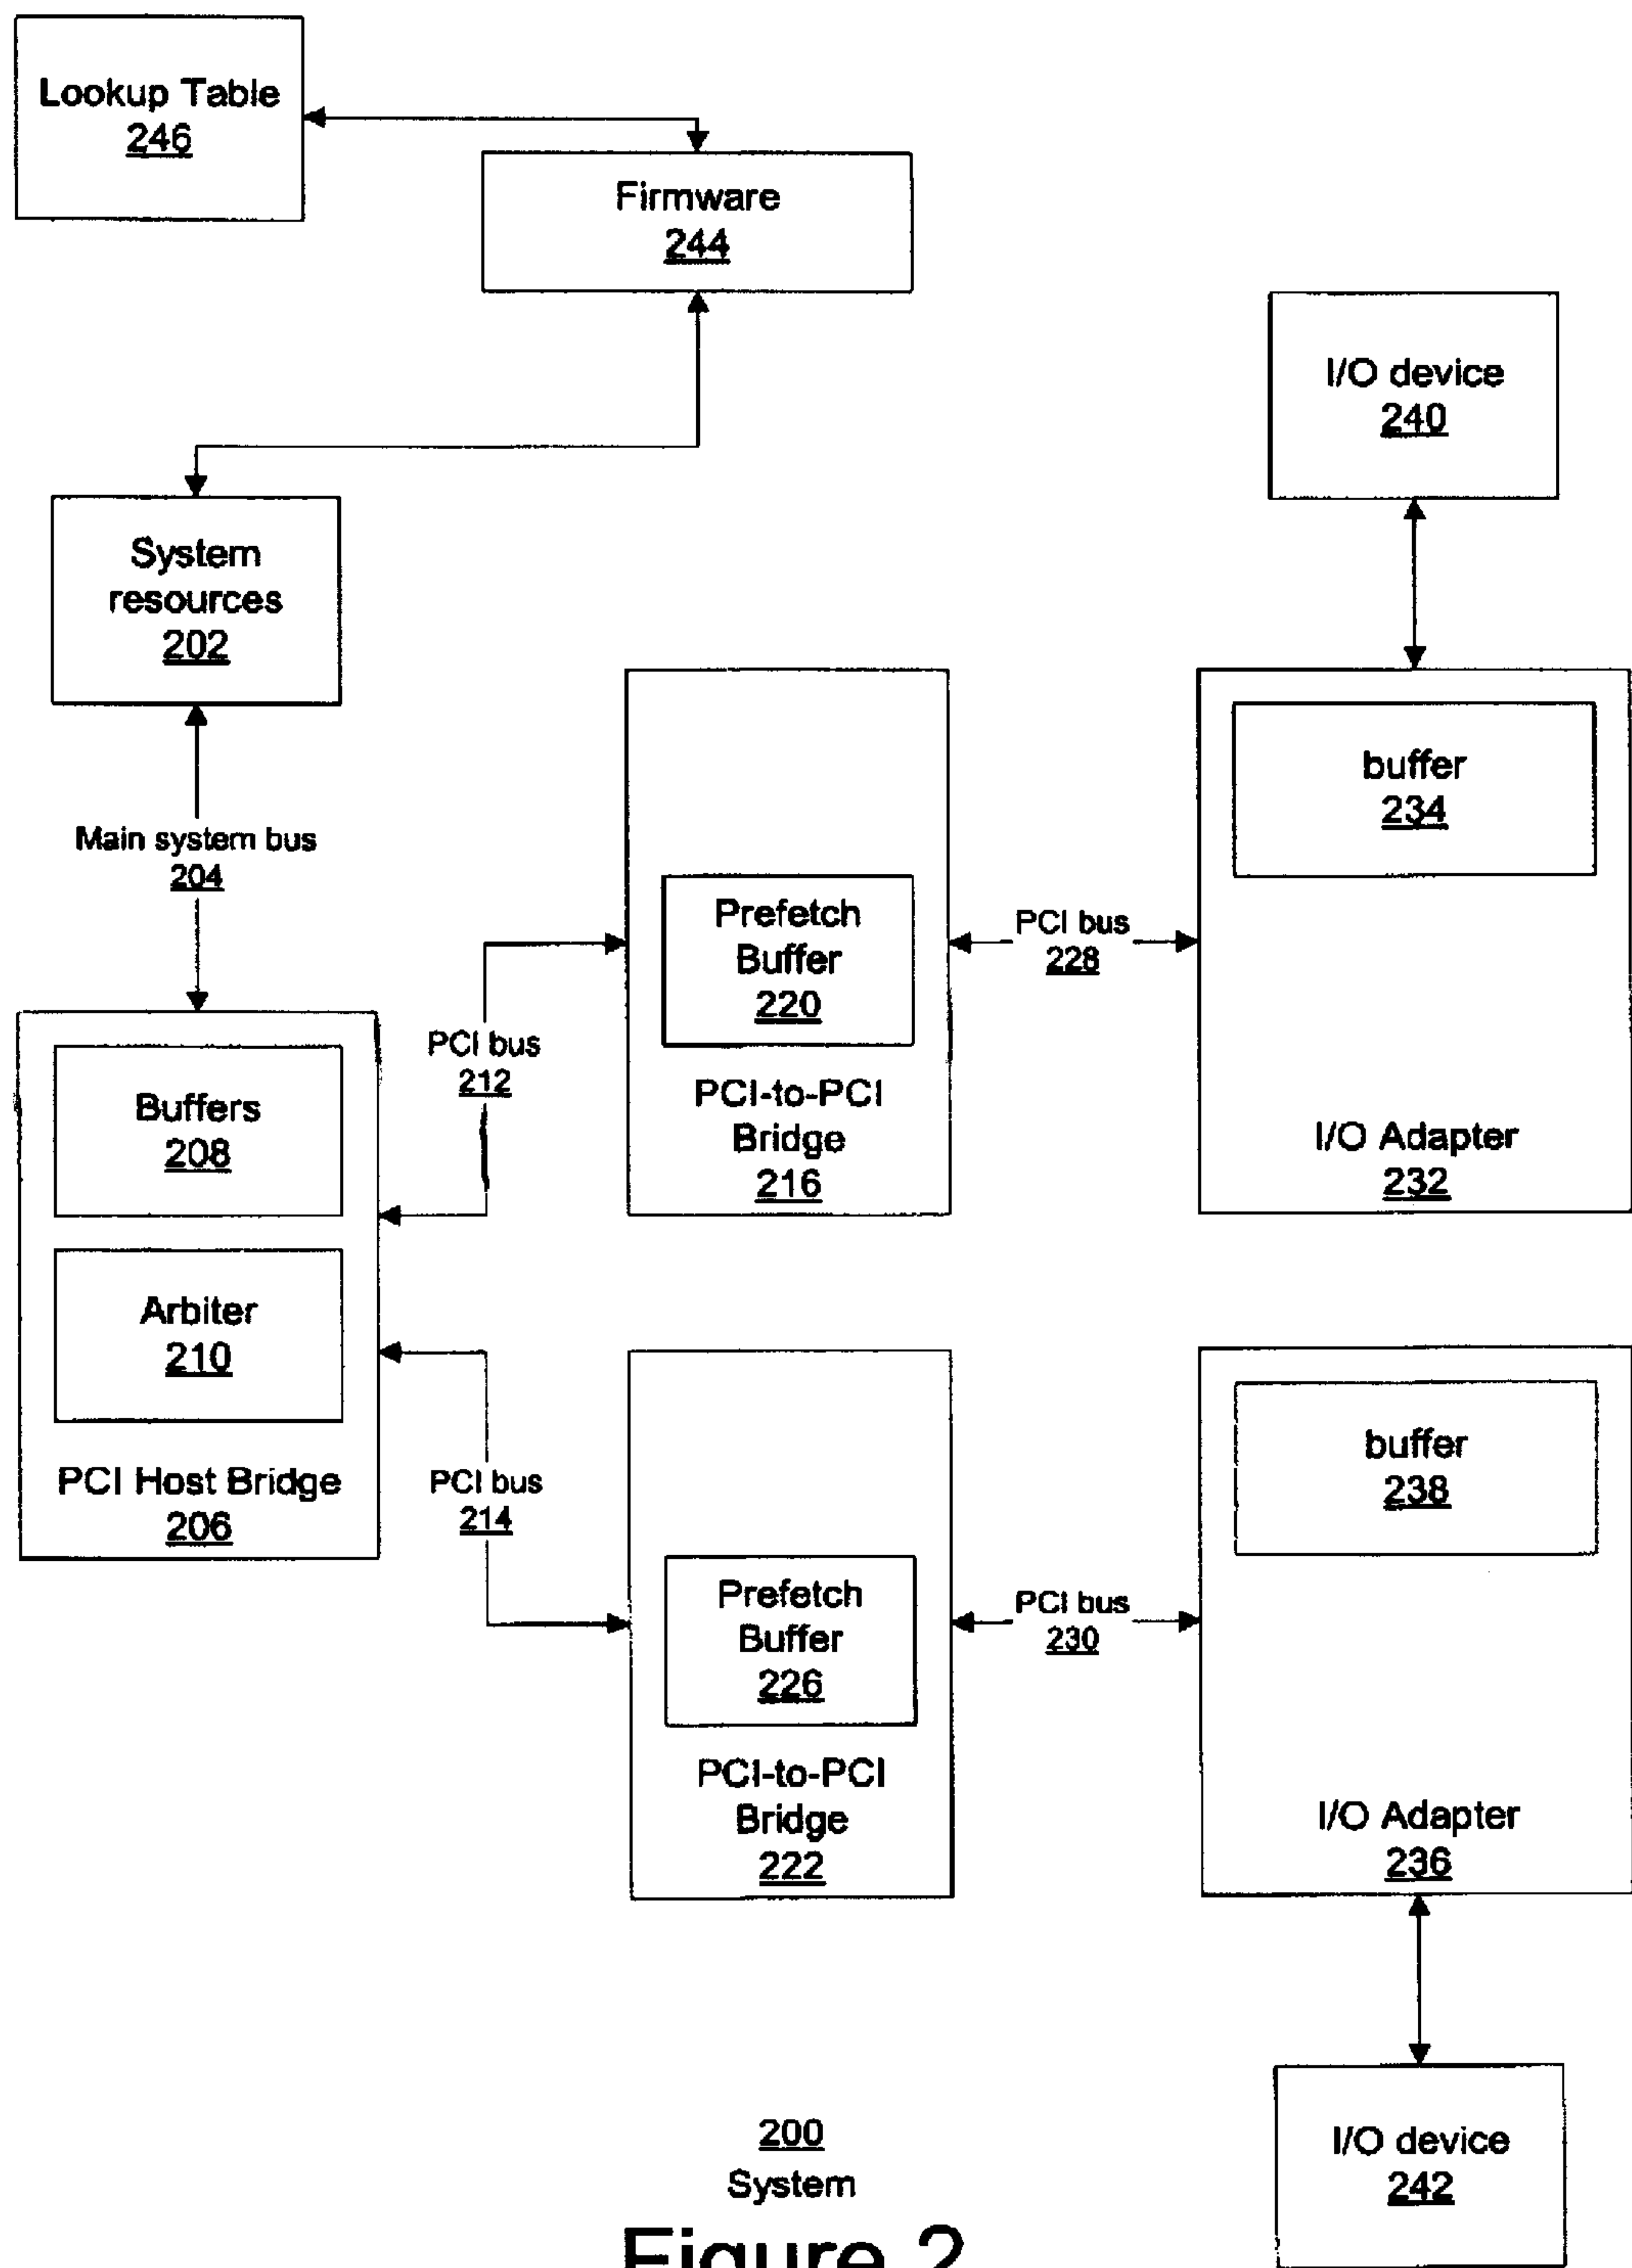 Lookup Table
246
Firmware
244
I/O device
240
System
resources
202
buffer
234
Main system bus
204
Prefetch
Buffer
220
PCI bus
228
PCI bus
212
PCI-to-PCI
Bridge
216
Buffers
208
I/O Adapter
232
Arbiter
210
PCI Host Bridge
206
PCI bus
214
buffer
238
Prefetch
Buffer
226
PCI bus
230
PCI-to-PCI
Bridge
222
I/O Adapter
236
200
System
I/O device
242
Figure 2